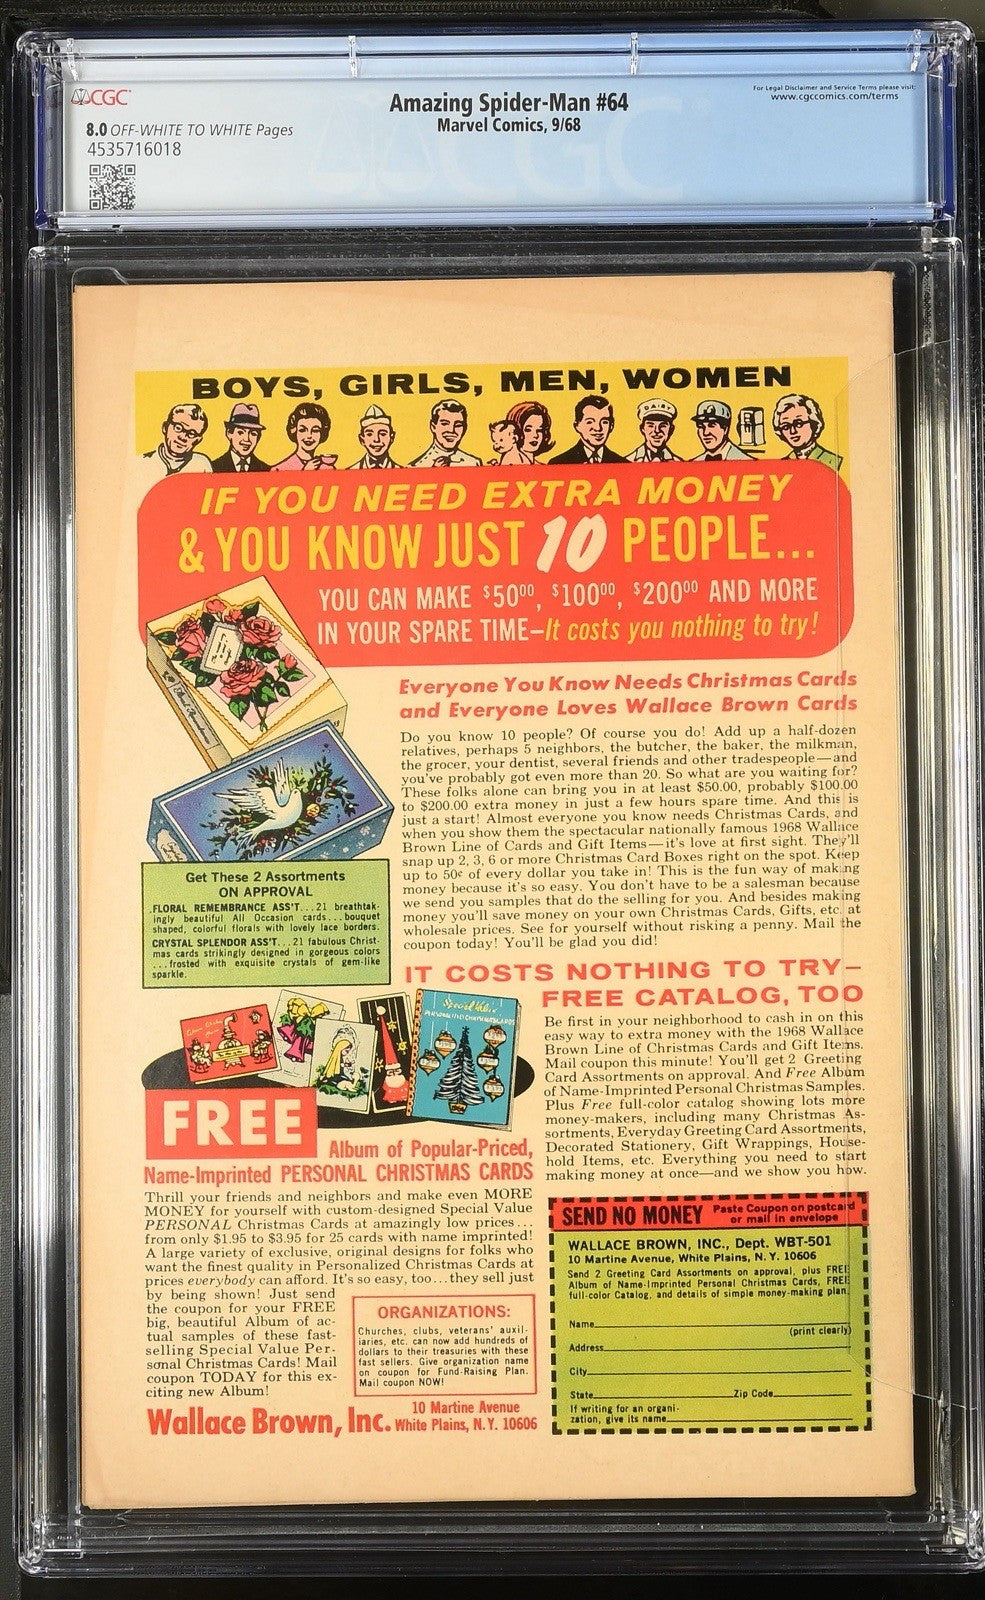 CGC
Amazing Spider-Man #64
Marvel Comics, 9/68
For Legal Disclaimer and Service Terms please visit:
www.cgccomics.com/terms
8.0 OFF-WHITE TO WHITE Pages
4535716018
CGC
BOYS, GIRLS, MEN, WOMEN
DAIRY
IF YOU NEED EXTRA MONEY
& YOU KNOW JUST 10 PEOPLE...
YOU CAN MAKE $50⁰⁰, $100⁰⁰, $200⁰⁰ AND MORE
IN YOUR SPARE TIME—It costs you nothing to try!
Everyone You Know Needs Christmas Cards
and Everyone Loves Wallace Brown Cards
Do you know 10 people? Of course you do! Add up a half-dozen
relatives, perhaps 5 neighbors, the butcher, the baker, the milkman,
the grocer, your dentist, several friends and other tradespeople—and
you've probably got even more than 20. So what are you waiting for?
These folks alone can bring you in at least $50.00, probably $100.00
to $200.00 extra money in just a few hours spare time. And this is
just a start! Almost everyone you know needs Christmas Cards, and
when you show them the spectacular nationally famous 1968 Wallace
Brown Line of Cards and Gift Items—it's love at first sight. They'll
snap up 2, 3, 6 or more Christmas Card Boxes right on the spot. Keep
up to 50¢ of every dollar you take in! This is the fun way of making
money because it's so easy. You don't have to be a salesman because
we send you samples that do the selling for you. And besides making
money you'll save money on your own Christmas Cards, Gifts, etc. at
wholesale prices. See for yourself without risking a penny. Mail the
coupon today! You'll be glad you did!
Get These 2 Assortments
ON APPROVAL
FLORAL REMEMBRANCE ASS'T...21 breathtak-
ingly beautiful All Occasion cards...bouquet
shaped, colorful florals with lovely lace borders.
CRYSTAL SPLENDOR ASS'T...21 fabulous Christ-
mas cards strikingly designed in gorgeous colors
...frosted with exquisite crystals of gem-like
sparkle.
IT COSTS NOTHING TO TRY—
FREE CATALOG, TOO
Be first in your neighborhood to cash in on this
easy way to extra money with the 1968 Wallace
Brown Line of Christmas Cards and Gift Items.
Mail coupon this minute! You'll get 2 Greeting
Card Assortments on approval. And Free Album
of Name-Imprinted Personal Christmas Samples.
Plus Free full-color catalog showing lots more
money-makers, including many Christmas As-
sortments, Everyday Greeting Card Assortments,
Decorated Stationery, Gift Wrappings, House-
hold Items, etc. Everything you need to start
making money at once—and we show you how.
Special Value
PERSONALIZED CHRISTMAS CARDS
FREE
Album of Popular-Priced,
Name-Imprinted PERSONAL CHRISTMAS CARDS
Thrill your friends and neighbors and make even MORE
MONEY for yourself with custom-designed Special Value
PERSONAL Christmas Cards at amazingly low prices...
from only $1.95 to $3.95 for 25 cards with name imprinted!
A large variety of exclusive, original designs for folks who
want the finest quality in Personalized Christmas Cards at
prices everybody can afford. It's so easy, too...they sell just
by being shown! Just send
the coupon for your FREE
big, beautiful Album of ac-
tual samples of these fast-
selling Special Value Per-
sonal Christmas Cards! Mail
coupon TODAY for this ex-
citing new Album!
ORGANIZATIONS:
Churches, clubs, veterans' auxil-
iaries, etc. can now add hundreds of
dollars to their treasuries with these
fast sellers. Give organization name
on coupon for Fund-Raising Plan.
Mail coupon NOW!
Wallace Brown, Inc. 10 Martine Avenue
White Plains, N.Y. 10606
SEND NO MONEY Paste Coupon on postcard
or mail in envelope
WALLACE BROWN, INC., Dept. WBT-501
10 Martine Avenue, White Plains, N. Y. 10606
Send 2 Greeting Card Assortments on approval, plus FREE
Album of Name-Imprinted Personal Christmas Cards, FREE
full-color Catalog, and details of simple money-making plan.
Name
(print clearly)
Address
City
State Zip Code
If writing for an organi-
zation, give its name